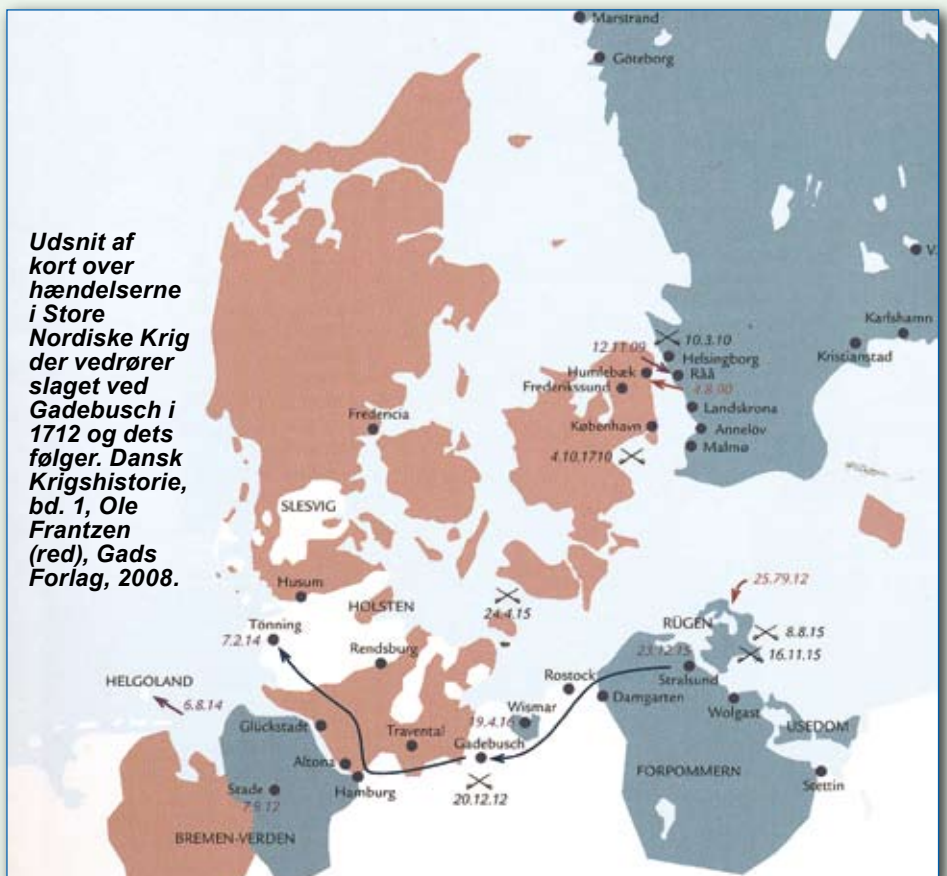 Marstrand
Göteborg
Udsnit af
kort over
hændelserne
i Store
Nordiske Krig
der vedrører
slaget ved
Gadebusch i
1712 og dets
følger. Dansk
Krigshistorie,
bd. 1, Ole
Frantzen
(red), Gads
Forlag, 2008.
V
Karlshamn
Kristianstad
10.3.10
12.11.09
Helsingborg
Humlebæk
Råå
Frederikssund
4.8.00
Landskrona
Fredericia
København
Annelöv
Malmø
4.10.1710
SLESVIG
Husum
HOLSTEN
24.4.15
25.79.12
RÜGEN
8.8.15
Tönning
7.2.14
23.12.15
16.11.15
Rendsburg
Stralsund
HELGOLAND
Rostock
Damgarten
Wolgast
6.8.14
Wismar
19.4.16
USEDOM
Glückstadt
Travental
Gadebusch
Altona
FORPOMMERN
Stettin
Stade
Hamburg
20.12.12
7.9.12
BREMEN-VERDEN